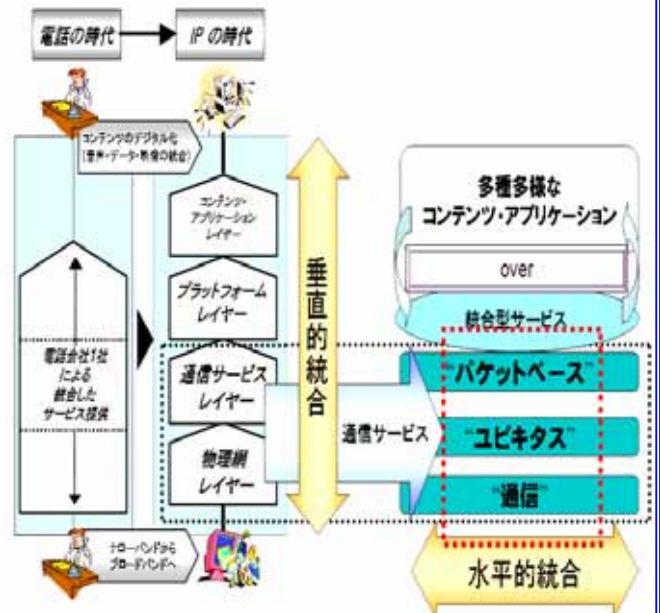 電話の時代
IP の時代
コンテンツのデジタル化
(音声・データ・映像の統合)
コンテンツ・
アプリケーション
レイヤー
プラットフォーム
レイヤー
通信サービス
レイヤー
物理網
レイヤー
電話会社1社
による
統合した
サービス提供
ナローバンドから
ブロードバンドへ
垂直的統合
通信サービス
多種多様な
コンテンツ・アプリケーション
over
統合型サービス
“パケットベース”
“ユビキタス”
“通信”
水平的統合